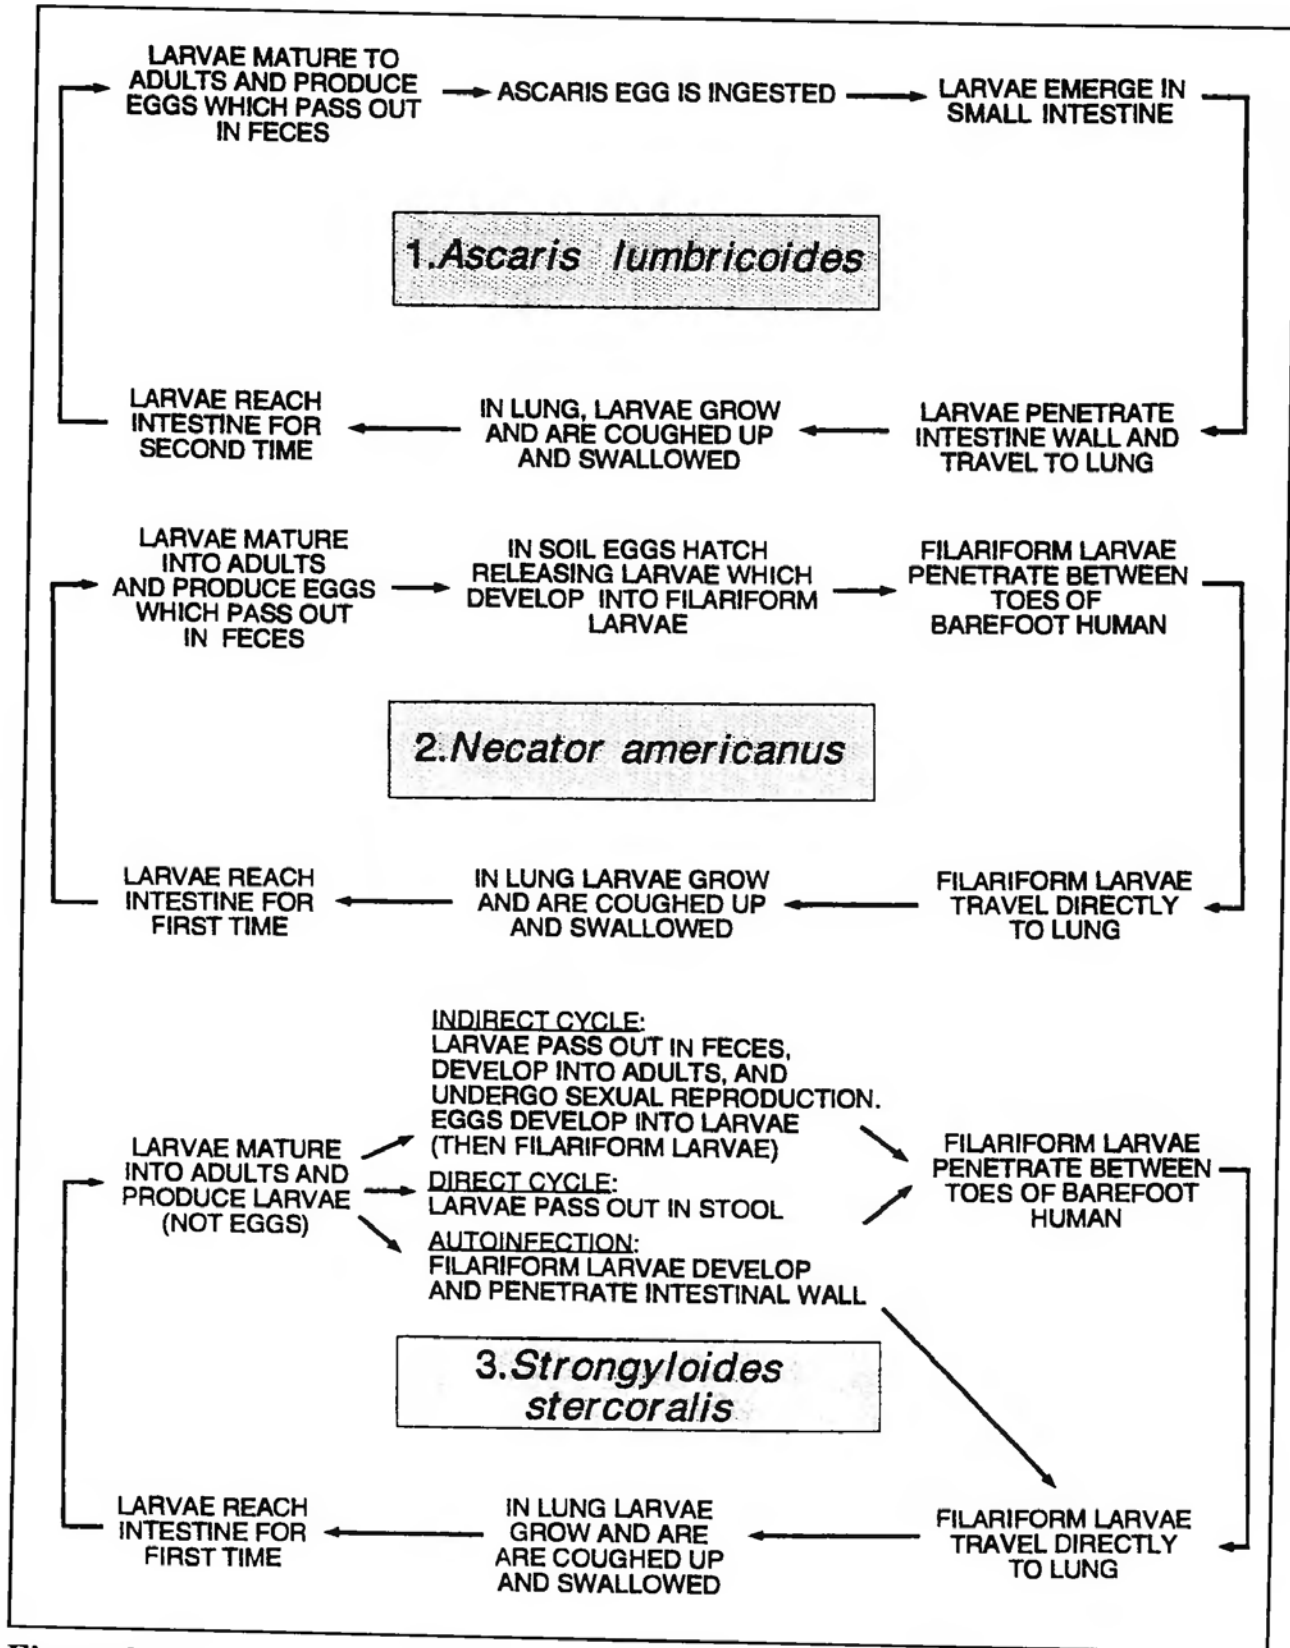 LARVAE MATURE TO
ADULTS AND PRODUCE
EGGS WHICH PASS OUT
IN FECES
ASCARIS EGG IS INGESTED
LARVAE EMERGE IN
SMALL INTESTINE
1.Ascaris lumbricoides
LARVAE REACH
INTESTINE FOR
SECOND TIME
IN LUNG, LARVAE GROW
AND ARE COUGHED UP
AND SWALLOWED
LARVAE PENETRATE
INTESTINE WALL AND
TRAVEL TO LUNG
LARVAE MATURE
INTO ADULTS
AND PRODUCE EGGS
WHICH PASS OUT
IN FECES
IN SOIL EGGS HATCH
RELEASING LARVAE WHICH
DEVELOP INTO FILARIFORM
LARVAE
FILARIFORM LARVAE
PENETRATE BETWEEN
TOES OF
BAREFOOT HUMAN
2.Necator americanus
LARVAE REACH
INTESTINE FOR
FIRST TIME
IN LUNG LARVAE GROW
AND ARE COUGHED UP
AND SWALLOWED
FILARIFORM LARVAE
TRAVEL DIRECTLY
TO LUNG
LARVAE MATURE
INTO ADULTS AND
PRODUCE LARVAE
(NOT EGGS)
INDIRECT CYCLE:
LARVAE PASS OUT IN FECES,
DEVELOP INTO ADULTS, AND
UNDERGO SEXUAL REPRODUCTION.
EGGS DEVELOP INTO LARVAE
(THEN FILARIFORM LARVAE)
DIRECT CYCLE:
LARVAE PASS OUT IN STOOL
AUTOINFECTION:
FILARIFORM LARVAE DEVELOP
AND PENETRATE INTESTINAL WALL
FILARIFORM LARVAE
PENETRATE BETWEEN
TOES OF BAREFOOT
HUMAN
3.Strongyloides
stercoralis
LARVAE REACH
INTESTINE FOR
FIRST TIME
IN LUNG LARVAE
GROW AND ARE
ARE COUGHED UP
AND SWALLOWED
FILARIFORM LARVAE
TRAVEL DIRECTLY
TO LUNG